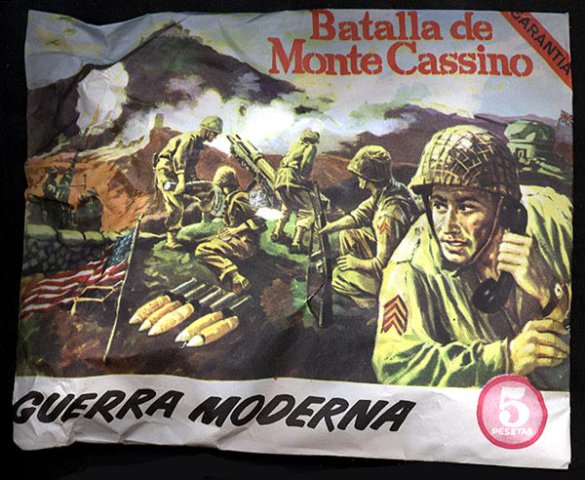 Batalla de
Monte Cassino
GARANTIA
GUERRA MODERNA
5
PESETAS